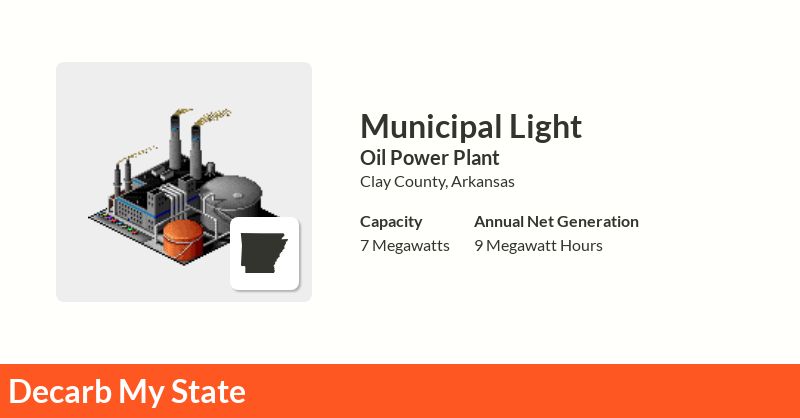 Municipal Light
Oil Power Plant
Clay County, Arkansas
Capacity Annual Net Generation
7 Megawatts 9 Megawatt Hours
Decarb My State